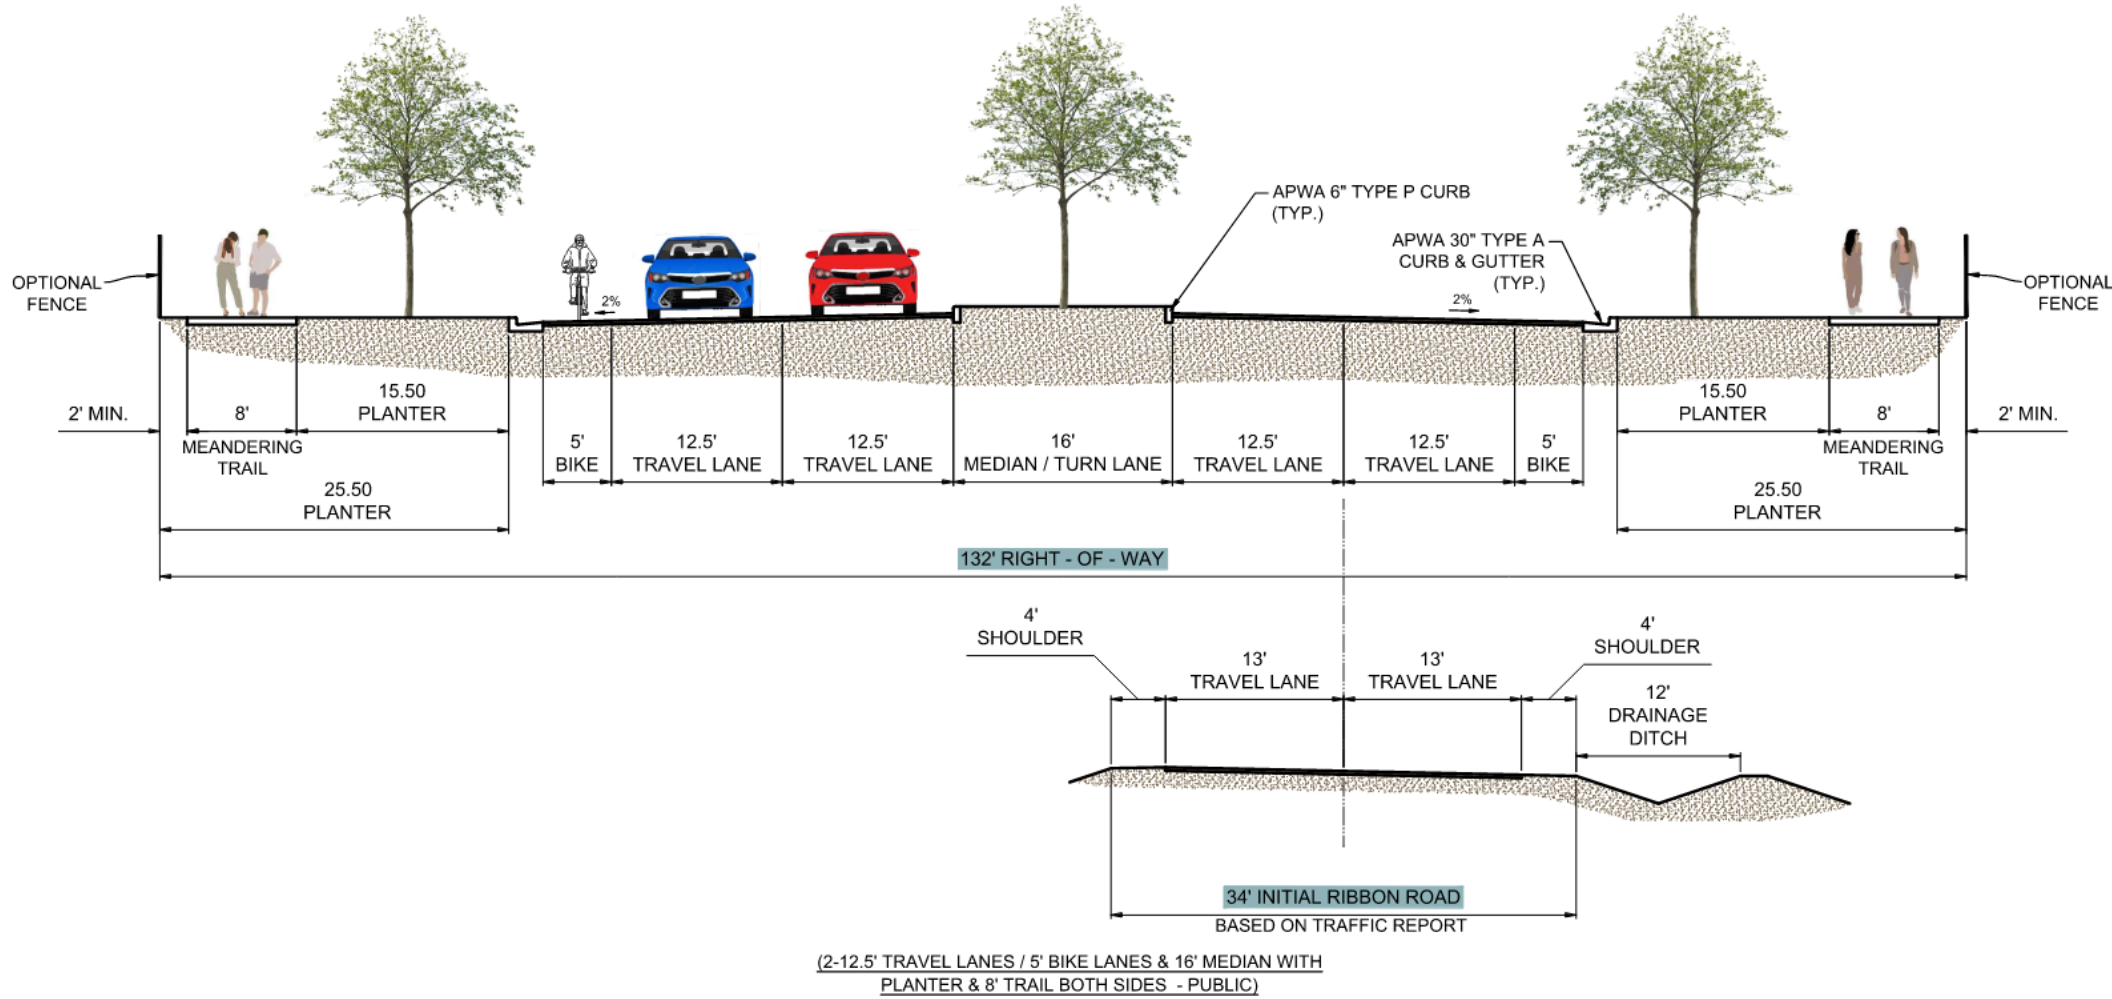 APWA 6" TYPE P CURB
(TYP.)
APWA 30" TYPE A
CURB & GUTTER
(TYP.)
OPTIONAL
FENCE
OPTIONAL
FENCE
2%
2%
2' MIN.
8'
MEANDERING
TRAIL
15.50
PLANTER
5'
BIKE
12.5'
TRAVEL LANE
12.5'
TRAVEL LANE
16'
MEDIAN / TURN LANE
12.5'
TRAVEL LANE
12.5'
TRAVEL LANE
5'
BIKE
15.50
PLANTER
8'
MEANDERING
TRAIL
2' MIN.
25.50
PLANTER
25.50
PLANTER
132' RIGHT - OF - WAY
4'
SHOULDER
13'
TRAVEL LANE
13'
TRAVEL LANE
4'
SHOULDER
12'
DRAINAGE
DITCH
34' INITIAL RIBBON ROAD
BASED ON TRAFFIC REPORT
(2-12.5' TRAVEL LANES / 5' BIKE LANES & 16' MEDIAN WITH
PLANTER & 8' TRAIL BOTH SIDES - PUBLIC)